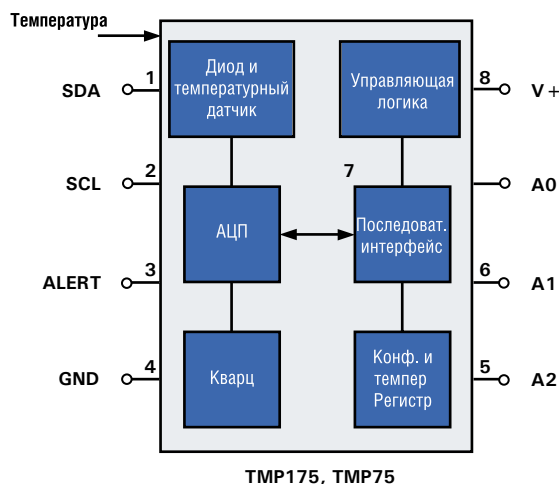 Температура
1
Диод и
температурный
датчик
Управляющая
логика
8
SDA
V +
2
7
SCL
A0
АЦП
Последоват.
интерфейс
3
6
ALERT
A1
4
Кварц
Конф. и
темпер
Регистр
5
GND
A2
TMP175, TMP75